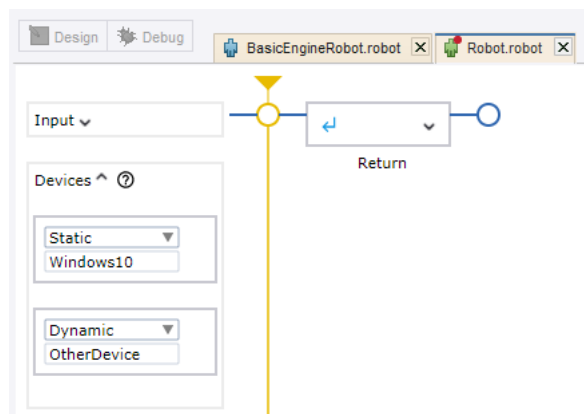 Design
Debug
BasicEngineRobot.robot
Robot.robot
Input
Return
Devices
Static
Windows10
Dynamic
OtherDevice